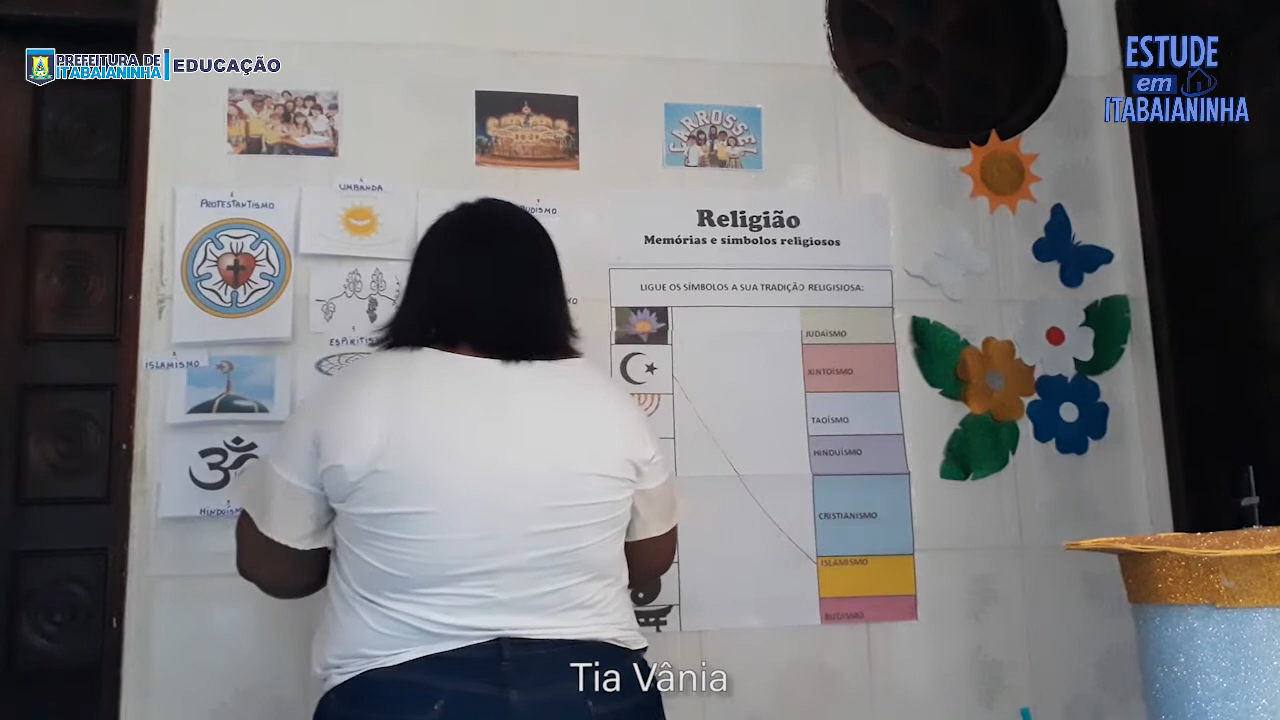 PREFEITURA DE
ITABAIANINHA
EDUCAÇÃO
ESTUDE
em
ITABAIANINHA
CARROSSEL
PROTESTANTISMO
UMBANDA
ESPÍRITIS
ISLAMISMO
HINDUÍSM
Religião
Memórias e símbolos religiosos
LIGUE OS SÍMBOLOS A SUA TRADIÇÃO RELIGISIOSA:
JUDAÍSMO
XINTOÍSMO
TAOÍSMO
HINDUÍSMO
CRISTIANISMO
ISLAMISMO
BUDISMO
Tia Vânia